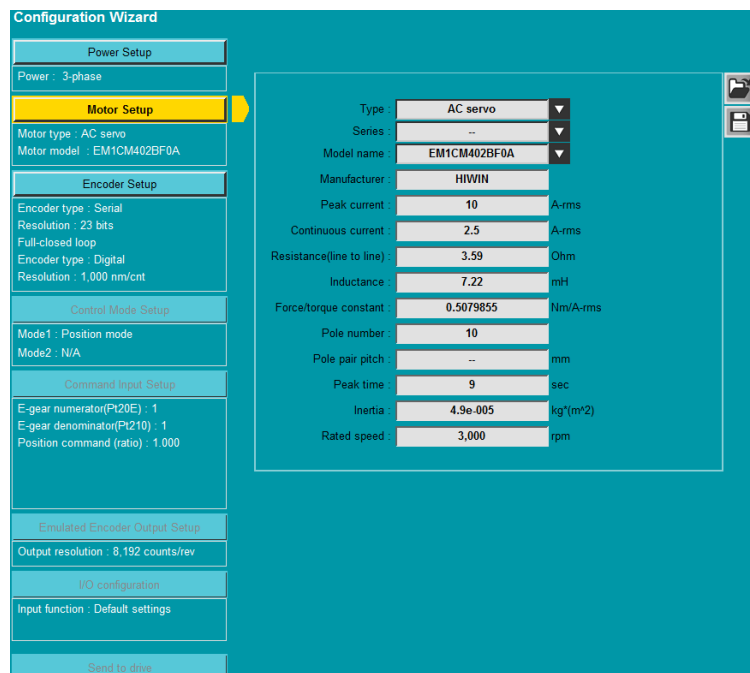 Configuration Wizard
Power Setup
Power : 3-phase
Motor Setup
Motor type : AC servo
Motor model : EM1CM402BF0A
Encoder Setup
Encoder type : Serial
Resolution : 23 bits
Full-closed loop
Encoder type : Digital
Resolution : 1,000 nm/cnt
Control Mode Setup
Mode1 : Position mode
Mode2 : N/A
Command Input Setup
E-gear numerator(Pt20E) : 1
E-gear denominator(Pt210) : 1
Position command (ratio) : 1.000
Emulated Encoder Output Setup
Output resolution : 8,192 counts/rev
I/O configuration
Input function : Default settings
Send to drive
Type : AC servo
Series : --
Model name : EM1CM402BF0A
Manufacturer : HIWIN
Peak current : 10 A-rms
Continuous current : 2.5 A-rms
Resistance(line to line) : 3.59 Ohm
Inductance : 7.22 mH
Force/torque constant : 0.5079855 Nm/A-rms
Pole number : 10
Pole pair pitch : -- mm
Peak time : 9 sec
Inertia : 4.9e-005 kg*(m^2)
Rated speed : 3,000 rpm